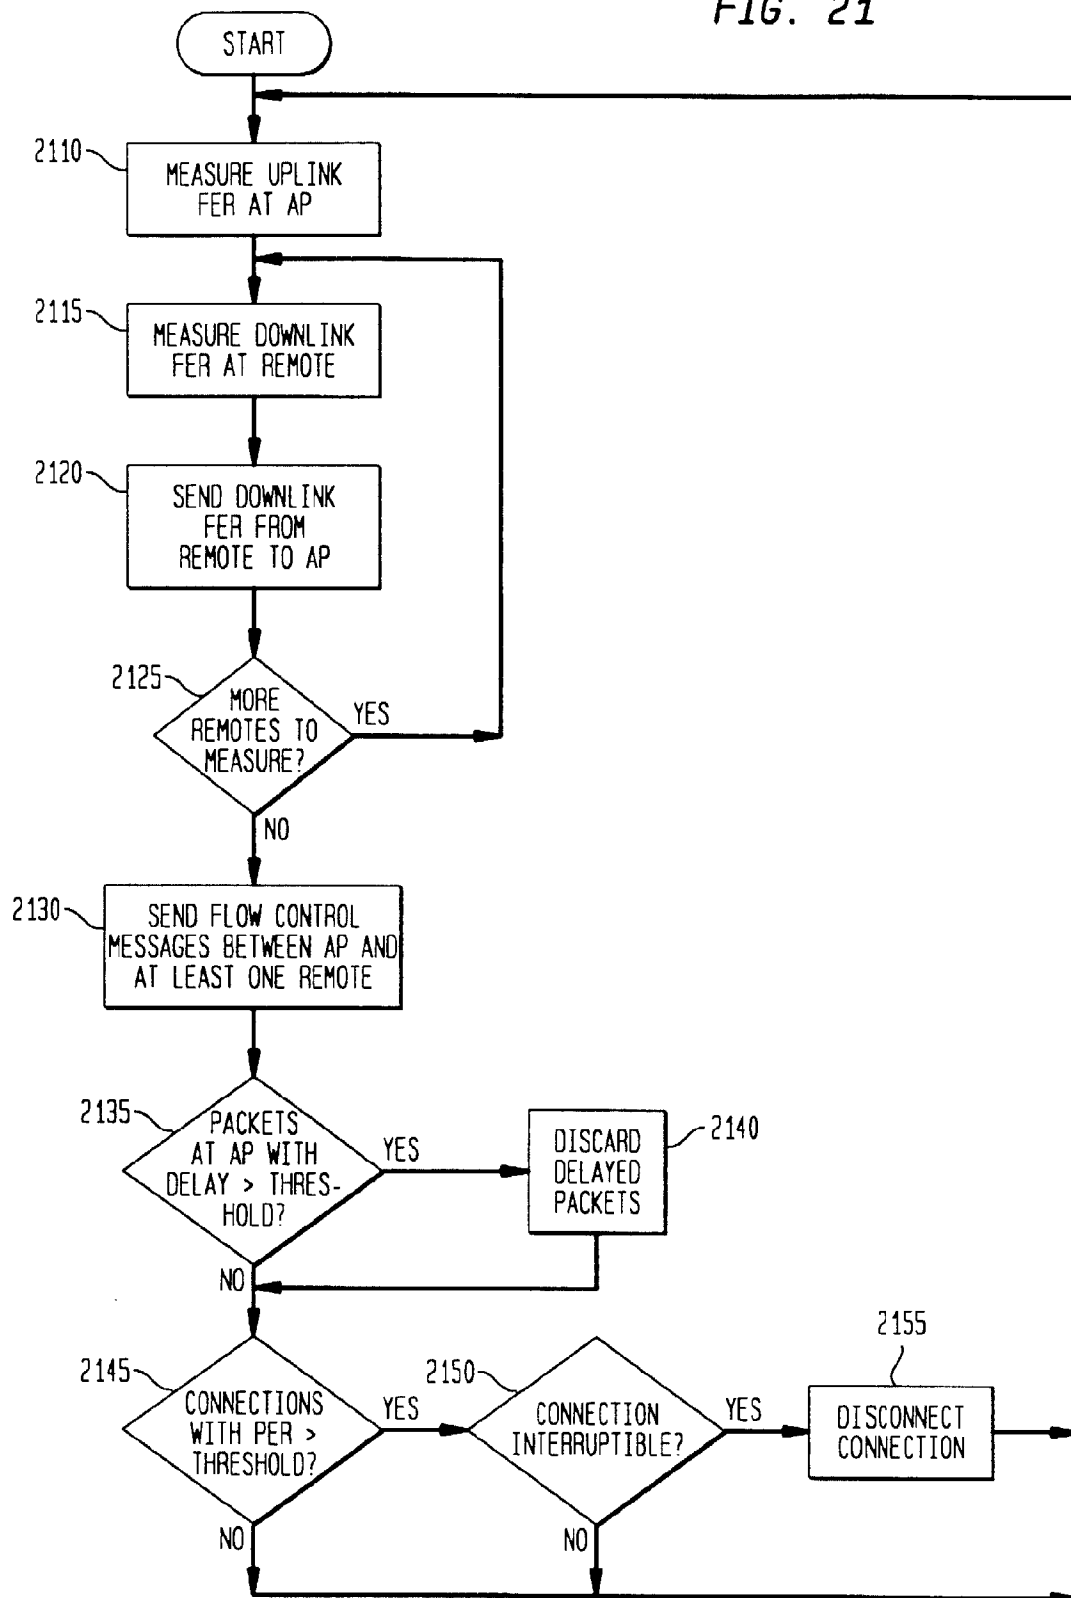 FIG. 21
START
2110
MEASURE UPLINK
FER AT AP
2115
MEASURE DOWNLINK
FER AT REMOTE
2120
SEND DOWNLINK
FER FROM
REMOTE TO AP
2125
MORE
REMOTES TO
MEASURE?
YES
NO
2130
SEND FLOW CONTROL
MESSAGES BETWEEN AP AND
AT LEAST ONE REMOTE
2135
PACKETS
AT AP WITH
DELAY > THRES-
HOLD?
YES
NO
2140
DISCARD
DELAYED
PACKETS
2145
CONNECTIONS
WITH PER >
THRESHOLD?
YES
NO
2150
CONNECTION
INTERRUPTIBLE?
YES
NO
2155
DISCONNECT
CONNECTION